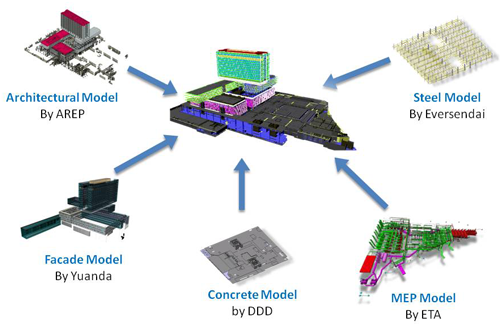 Architectural Model
By AREP
Steel Model
By Eversendai
Facade Model
By Yuanda
Concrete Model
by DDD
MEP Model
By ETA